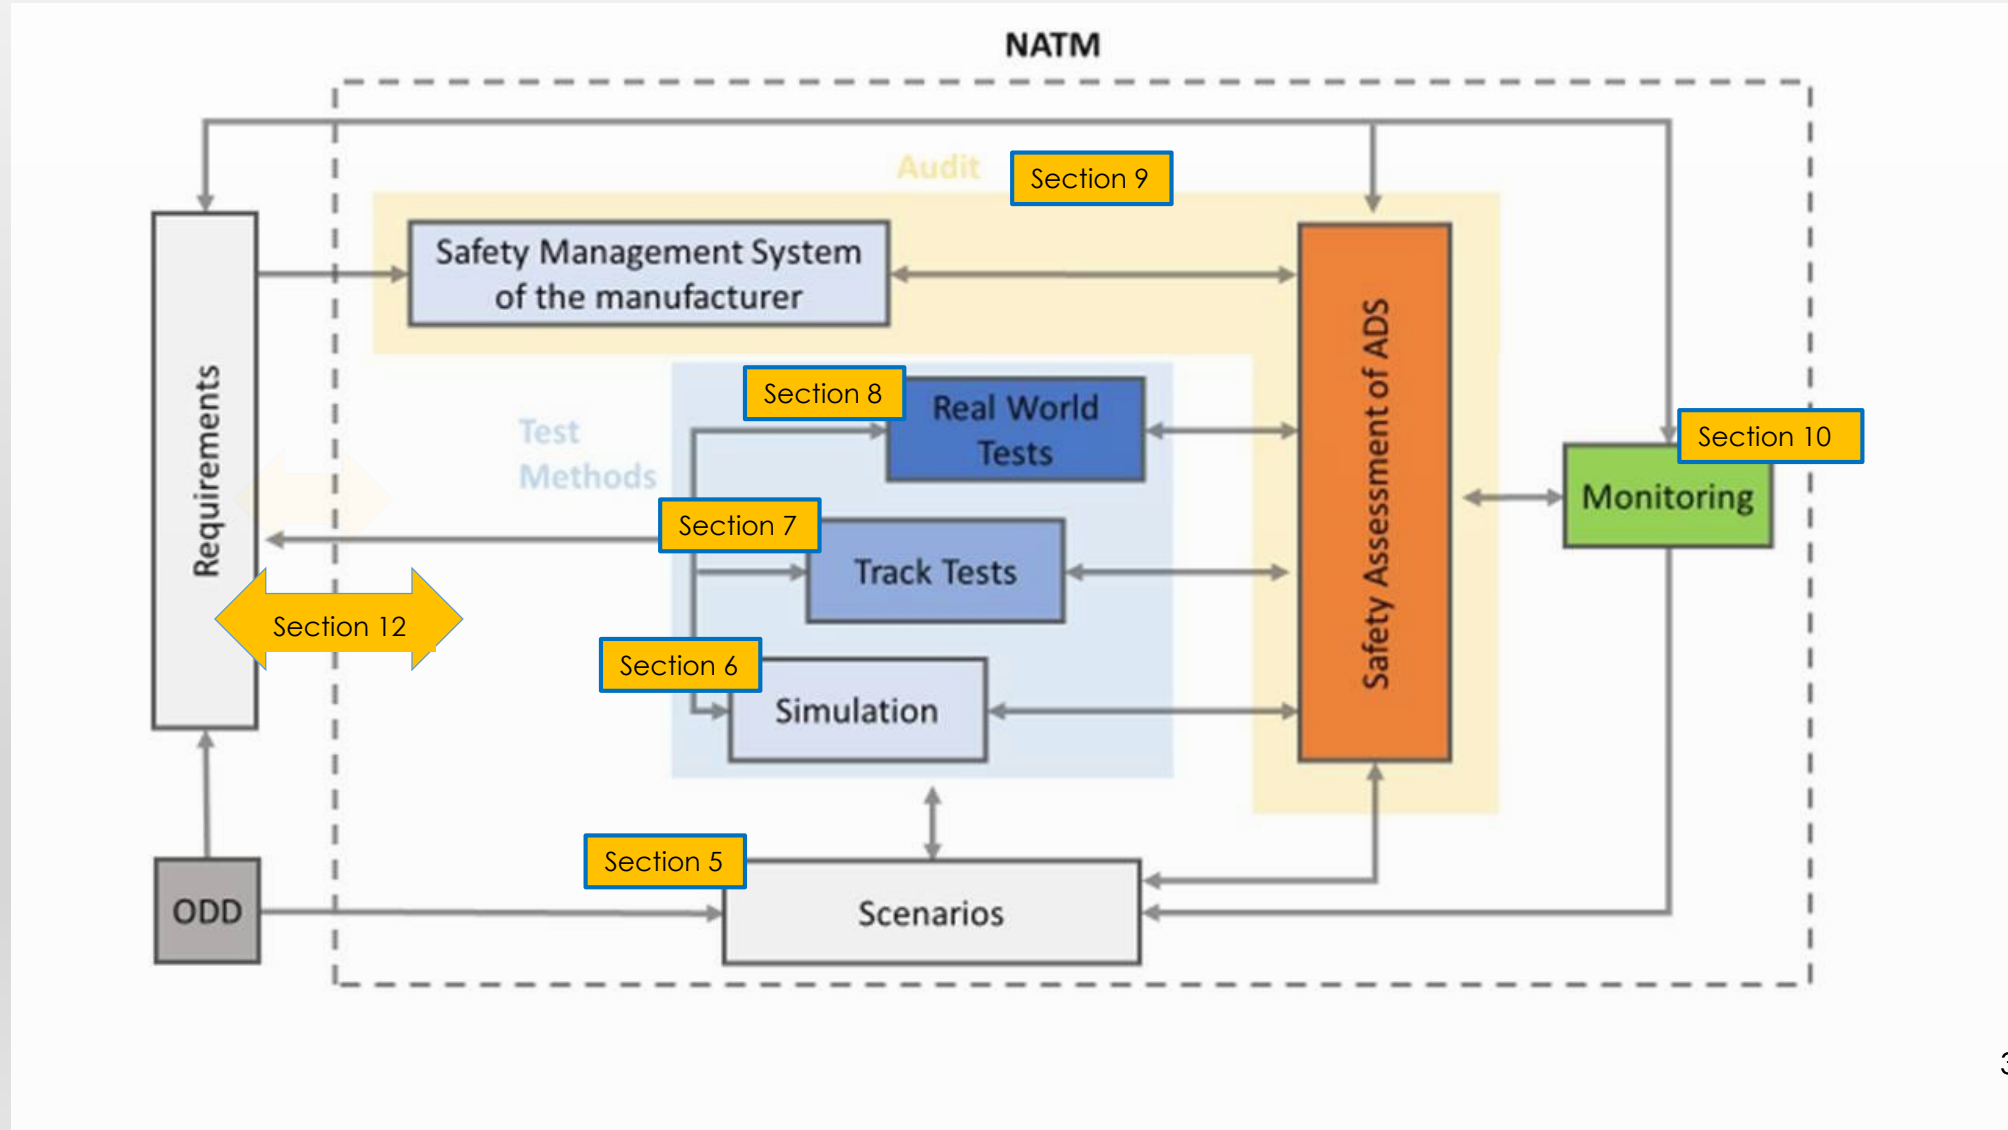 NATM
Audit
Section 9
Safety Management System
of the manufacturer
Section 8
Real World
Tests
Test
Methods
Requirements
Safety Assessment of ADS
Section 10
Monitoring
Section 7
Track Tests
Section 12
Section 6
Simulation
Section 5
Scenarios
ODD
3